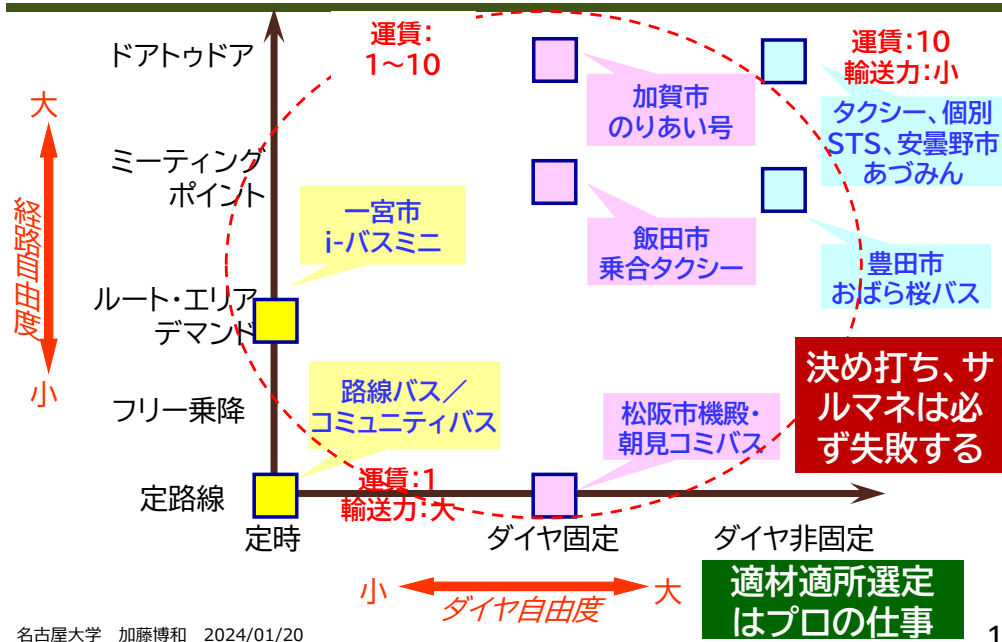 ドアトゥドア
運賃：
1～10
運賃：10
輸送力：小
加賀市
のりあい号
タクシー、個別
STS、安曇野市
あづみん
大
ミーティング
ポイント
一宮市
i-バスミニ
飯田市
乗合タクシー
豊田市
おばら桜バス
経路自由度
ルート・エリア
デマンド
小
決め打ち、サ
ルマネは必
ず失敗する
フリー乗降
路線バス／
コミュニティバス
松阪市機殿・
朝見コミバス
定路線
運賃：1
輸送力：大
定時
ダイヤ固定
ダイヤ非固定
小
大
ダイヤ自由度
適材適所選定
はプロの仕事
名古屋大学 加藤博和 2024/01/20
1